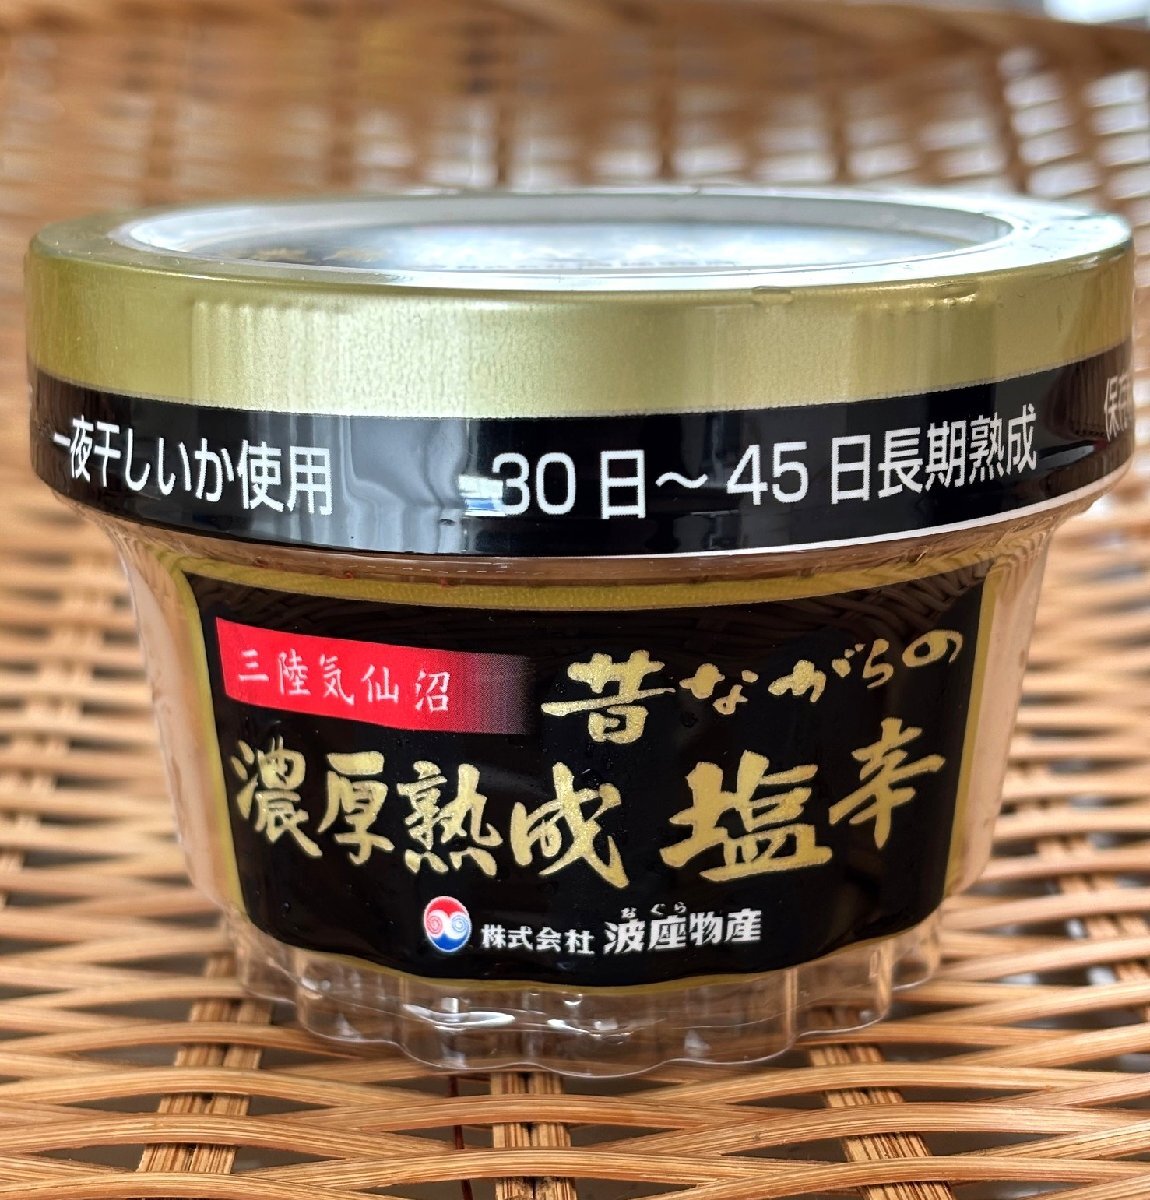 一夜干しいか使用 30日～45日長期熟成
三陸気仙沼
昔ながらの
濃厚熟成 塩辛
なぐら
株式会社 波座物産